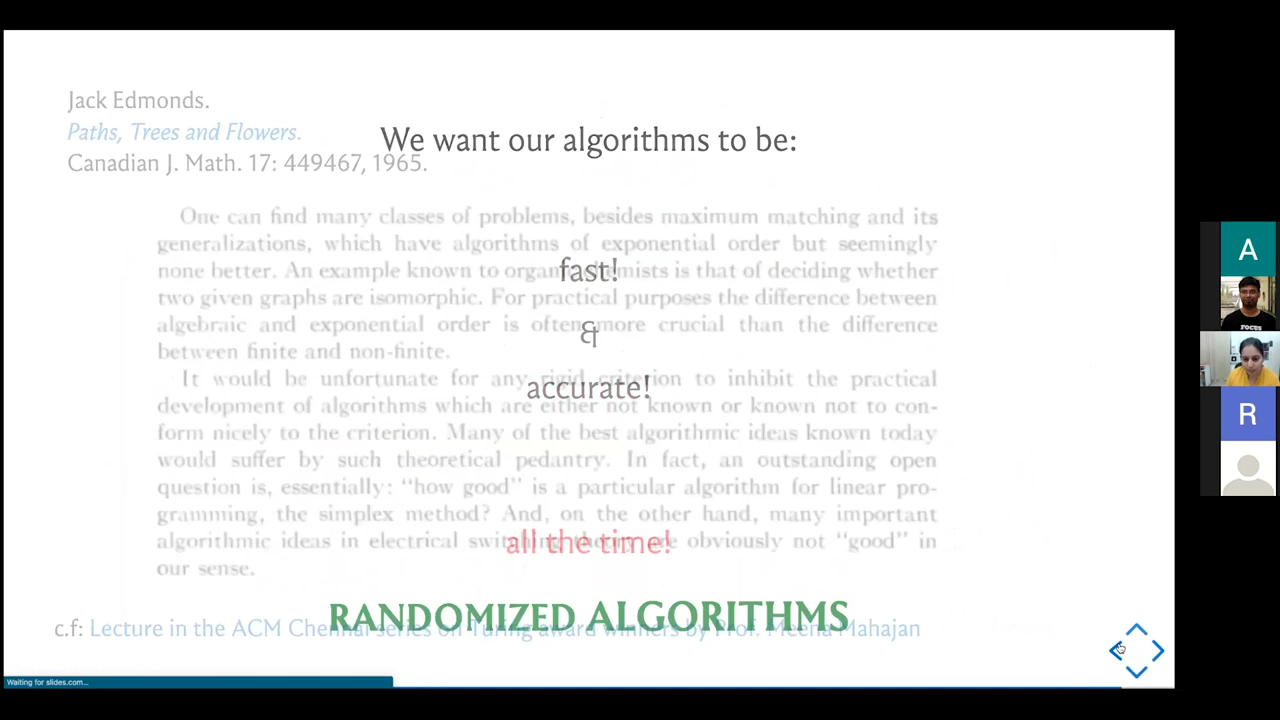 Jack Edmonds.
Paths, Trees and Flowers.
Canadian J. Math. 17: 449467, 1965.
We want our algorithms to be:
One can find many classes of problems, besides maximum matching and its
generalizations, which have algorithms of exponential order but seemingly
none better. An example known to organic chemists is that of deciding whether
two given graphs are isomorphic. For practical purposes the difference between
algebraic and exponential order is often more crucial than the difference
between finite and non-finite.
It would be unfortunate for any rigid criterion to inhibit the practical
development of algorithms which are either not known or known not to con-
form nicely to the criterion. Many of the best algorithmic ideas known today
would suffer by such theoretical pedantry. In fact, an outstanding open
question is, essentially: "how good" is a particular algorithm for linear pro-
gramming, the simplex method? And, on the other hand, many important
algorithmic ideas in electrical switching theory are obviously not "good" in
our sense.
fast!
&
accurate!
all the time!
RANDOMIZED ALGORITHMS
c.f: Lecture in the ACM Chennai series on Turing award winners by Prof. Meena Mahajan
Waiting for slides.com...
A
FOCUS
R